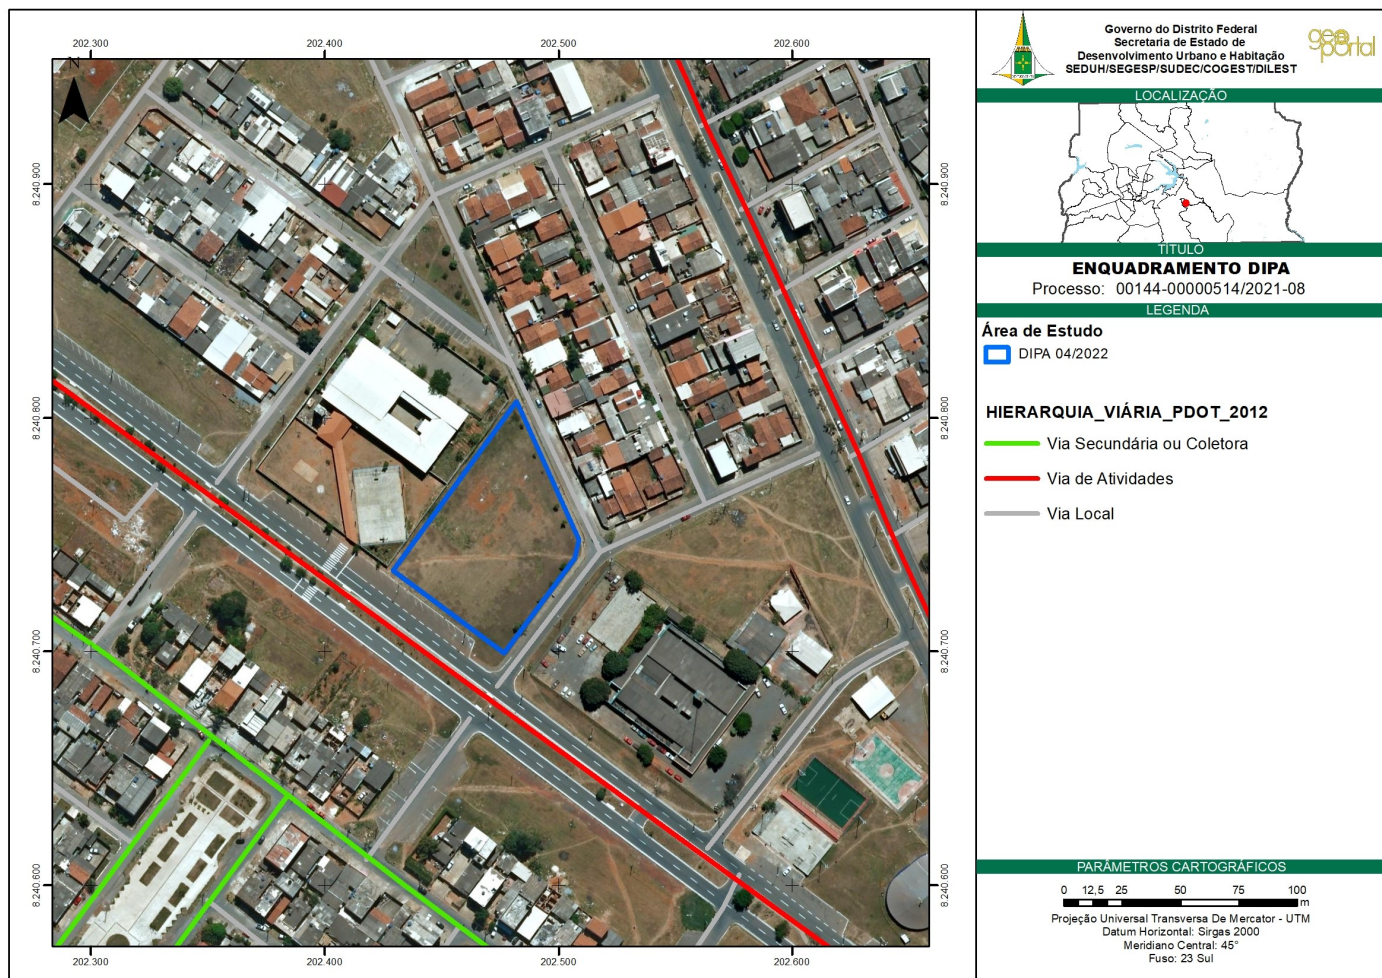 Governo do Distrito Federal
Secretaria de Estado de
Desenvolvimento Urbano e Habitação
SEDUH/SEGESP/SUDEC/COGEST/DILEST
geoportal
LOCALIZAÇÃO
TÍTULO
ENQUADRAMENTO DIPA
Processo: 00144-00000514/2021-08
LEGENDA
Área de Estudo
DIPA 04/2022
HIERARQUIA_VIÁRIA_PDOT_2012
Via Secundária ou Coletora
Via de Atividades
Via Local
PARÂMETROS CARTOGRÁFICOS
0 12,5 25 50 75 100
m
Projeção Universal Transversa De Mercator - UTM
Datum Horizontal: Sirgas 2000
Meridiano Central: 45°
Fuso: 23 Sul
N
202.300 202.400 202.500 202.600
8.240.900 8.240.900
8.240.800 8.240.800
8.240.700 8.240.700
8.240.600 8.240.600
202.300 202.400 202.500 202.600